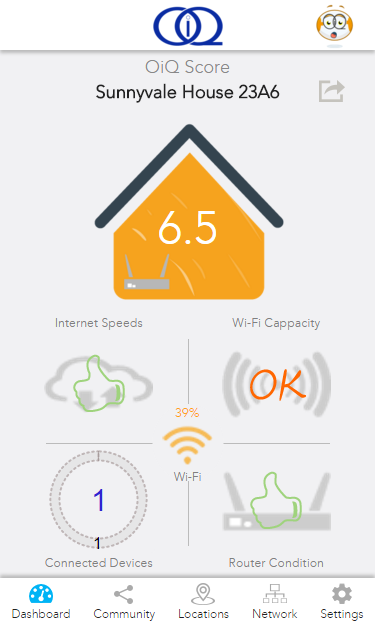 OiQ
OiQ Score
Sunnyvale House 23A6
6.5
Internet Speeds
Wi-Fi Cappacity
OK
39%
Wi-Fi
1
1
Connected Devices
Router Condition
Dashboard
Community
Locations
Network
Settings